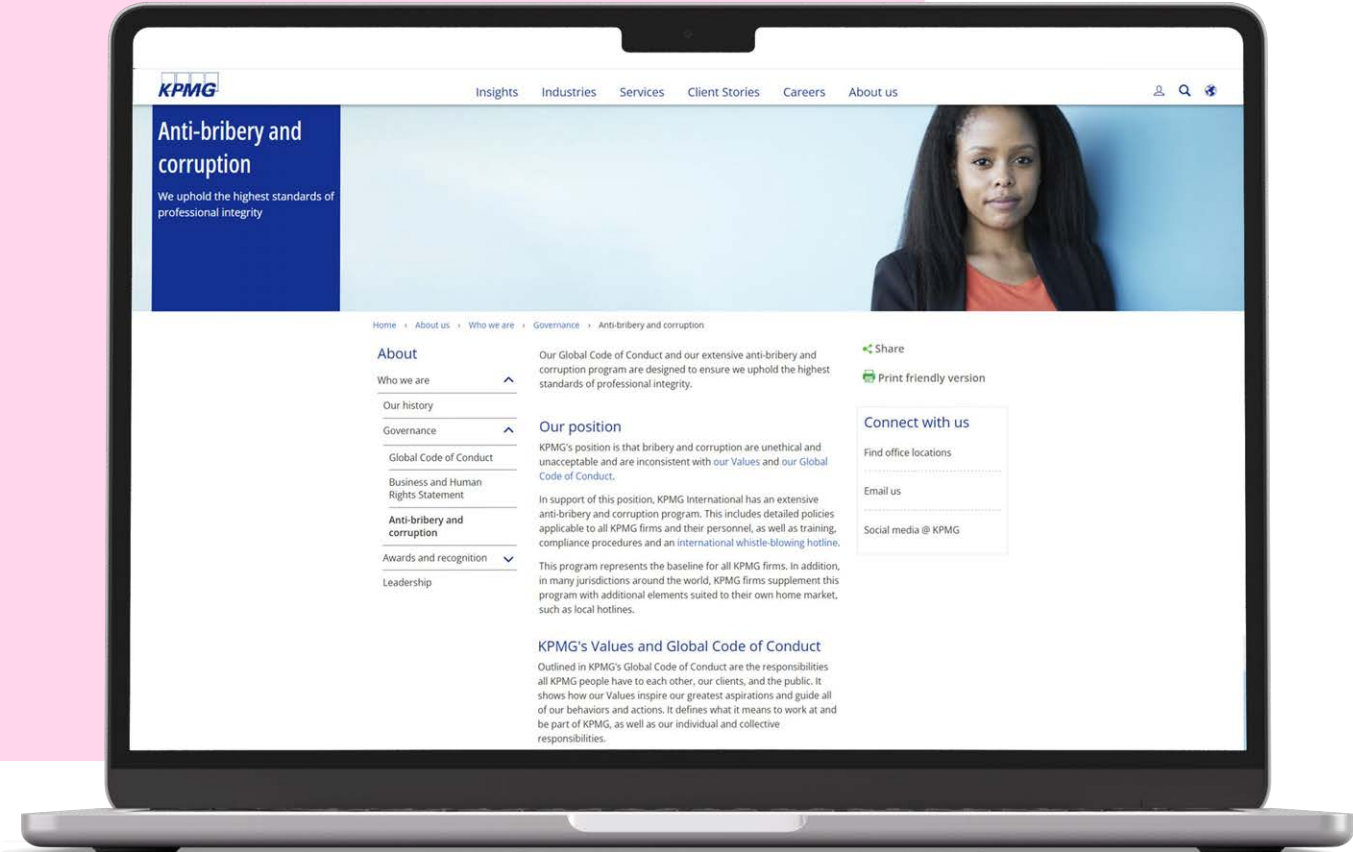 KPMG
Insights Industries Services Client Stories Careers About us
Anti-bribery and
corruption
We uphold the highest standards of
professional integrity
Home › About us › Who we are › Governance › Anti-bribery and corruption
About
Who we are
Our history
Governance
Global Code of Conduct
Business and Human
Rights Statement
Anti-bribery and
corruption
Awards and recognition
Leadership
Our Global Code of Conduct and our extensive anti-bribery and
corruption program are designed to ensure we uphold the highest
standards of professional integrity.
Our position
KPMG's position is that bribery and corruption are unethical and
unacceptable and are inconsistent with our Values and our Global
Code of Conduct.
In support of this position, KPMG International has an extensive
anti-bribery and corruption program. This includes detailed policies
applicable to all KPMG firms and their personnel, as well as training,
compliance procedures and an international whistle-blowing hotline.
This program represents the baseline for all KPMG firms. In addition,
in many jurisdictions around the world, KPMG firms supplement this
program with additional elements suited to their own home market,
such as local hotlines.
KPMG's Values and Global Code of Conduct
Outlined in KPMG's Global Code of Conduct are the responsibilities
all KPMG people have to each other, our clients, and the public. It
shows how our Values inspire our greatest aspirations and guide all
of our behaviors and actions. It defines what it means to work at and
be part of KPMG, as well as our individual and collective
responsibilities.
Share
Print friendly version
Connect with us
Find office locations
Email us
Social media @ KPMG